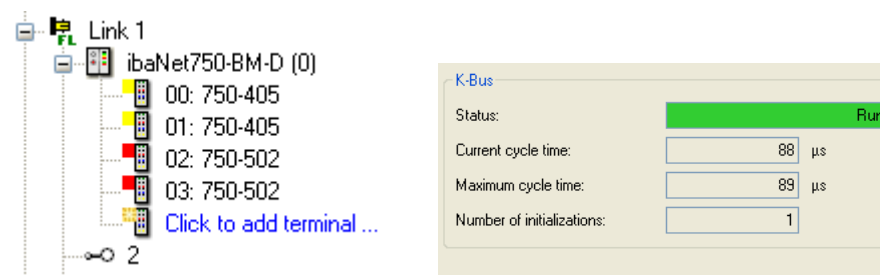 Link 1
FL
ibaNet750-BM-D (0)
00: 750-405
01: 750-405
02: 750-502
03: 750-502
Click to add terminal ...
2
K-Bus
Status:
Run
Current cycle time: 88 µs
Maximum cycle time: 89 µs
Number of initializations: 1